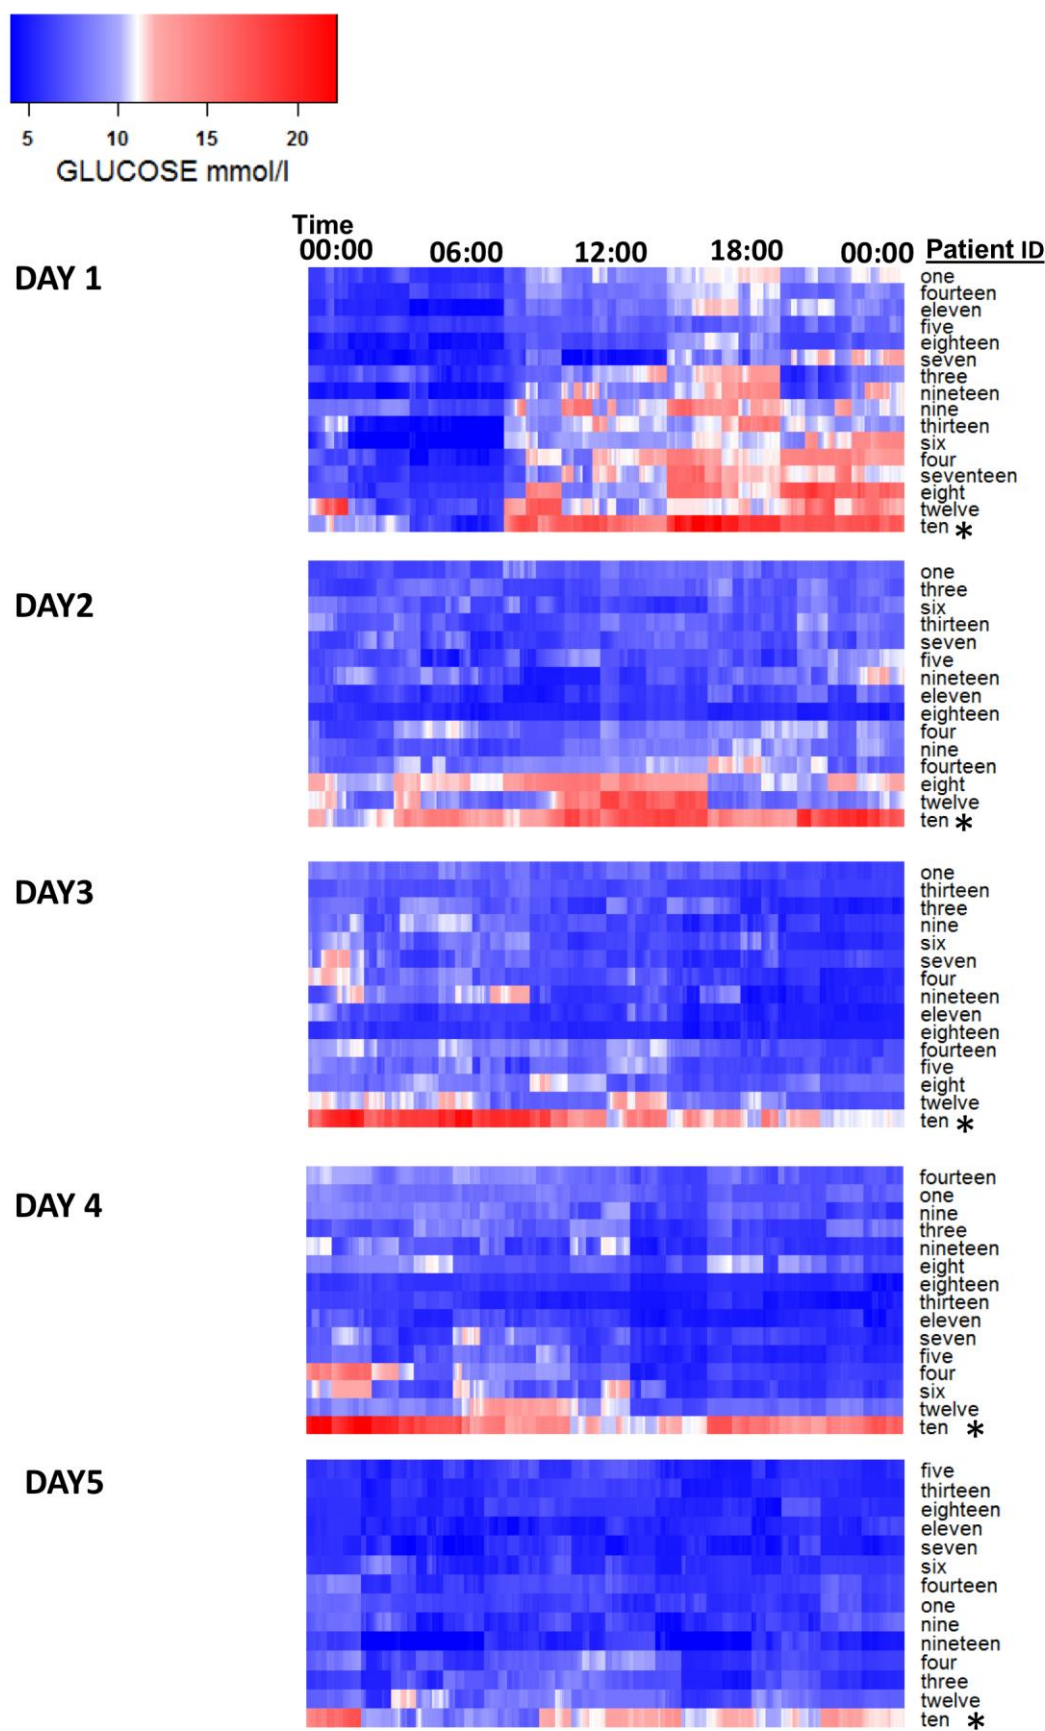 5 10 15 20
GLUCOSE mmol/l
Time
00:00 06:00 12:00 18:00 00:00 Patient ID
DAY 1
one
fourteen
eleven
five
eighteen
seven
three
nineteen
nine
thirteen
six
four
seventeen
eight
twelve
ten *
DAY2
one
three
six
thirteen
seven
five
nineteen
eleven
eighteen
four
nine
fourteen
eight
twelve
ten *
DAY3
one
thirteen
three
nine
six
seven
four
nineteen
eleven
eighteen
fourteen
five
eight
twelve
ten *
DAY 4
fourteen
one
nine
three
nineteen
eight
eighteen
thirteen
eleven
seven
five
four
six
twelve
ten *
DAY5
five
thirteen
eighteen
eleven
seven
six
fourteen
one
nine
nineteen
four
three
twelve
ten *